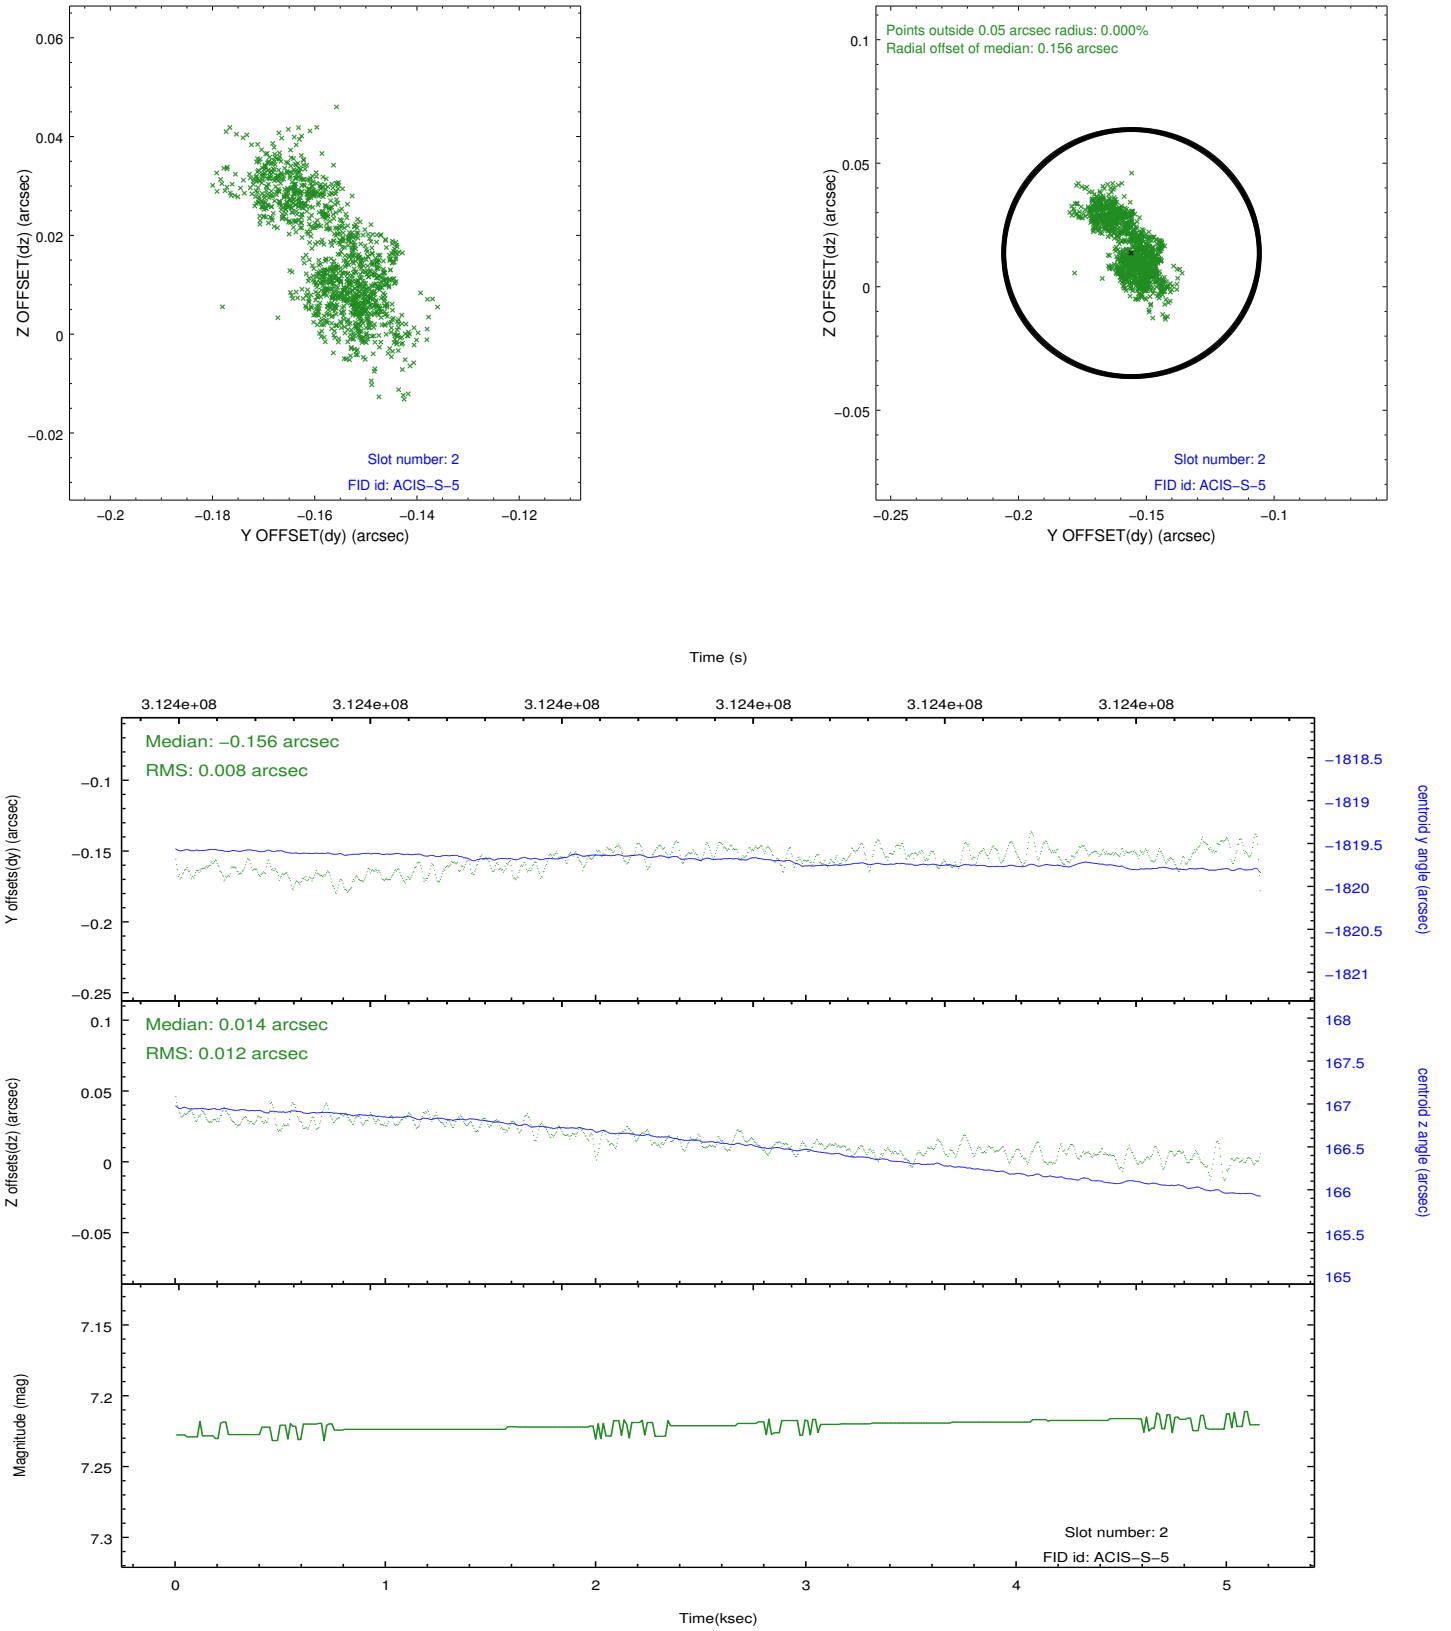 0.06
0.04
0.02
0
−0.02
Z OFFSET(dz) (arcsec)
Slot number: 2
FID id: ACIS−S−5
−0.2
−0.18
−0.16
−0.14
−0.12
Y OFFSET(dy) (arcsec)
Points outside 0.05 arcsec radius: 0.000%
Radial offset of median: 0.156 arcsec
0.1
0.05
0
−0.05
Z OFFSET(dz) (arcsec)
Slot number: 2
FID id: ACIS−S−5
−0.25
−0.2
−0.15
−0.1
Y OFFSET(dy) (arcsec)
Time (s)
3.124e+08
3.124e+08
3.124e+08
3.124e+08
3.124e+08
3.124e+08
Median: −0.156 arcsec
RMS: 0.008 arcsec
−0.1
−0.15
−0.2
−0.25
Y offsets(dy) (arcsec)
−1818.5
−1819
−1819.5
−1820
−1820.5
−1821
centroid y angle (arcsec)
Median: 0.014 arcsec
RMS: 0.012 arcsec
0.1
0.05
0
−0.05
Z offsets(dz) (arcsec)
168
167.5
167
166.5
166
165.5
165
centroid z angle (arcsec)
7.15
7.2
7.25
7.3
Magnitude (mag)
Slot number: 2
FID id: ACIS−S−5
0
1
2
3
4
5
Time(ksec)